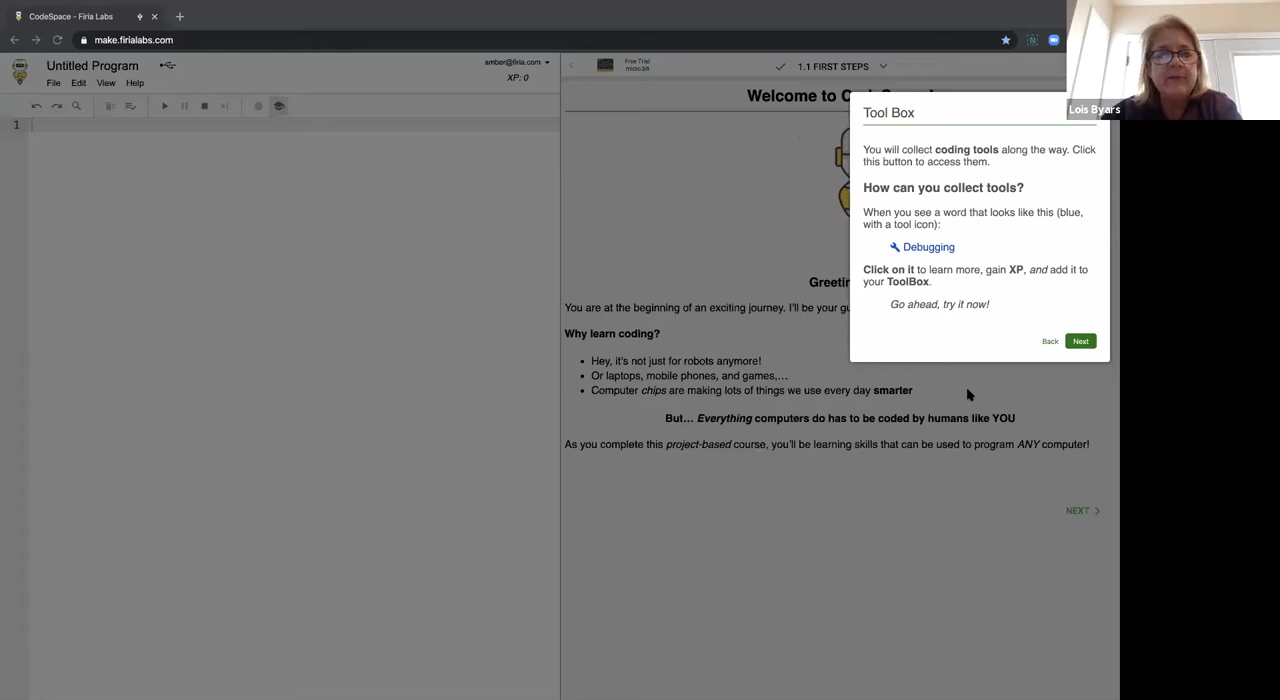 CodeSpace - Firia Labs
make.firialabs.com
Untitled Program
File Edit View Help
amber@firia.com
XP: 0
Free Trial
micro:bit
1.1 FIRST STEPS
1
Welcome to
Lois Byars
Tool Box
You will collect coding tools along the way. Click
this button to access them.
How can you collect tools?
When you see a word that looks like this (blue,
with a tool icon):
Debugging
Click on it to learn more, gain XP, and add it to
your ToolBox.
Go ahead, try it now!
Back Next
You are at the beginning of an exciting journey. I'll be your
Why learn coding?
Hey, it's not just for robots anymore!
Or laptops, mobile phones, and games,...
Computer chips are making lots of things we use every day smarter
But... Everything computers do has to be coded by humans like YOU
As you complete this project-based course, you'll be learning skills that can be used to program ANY computer!
NEXT